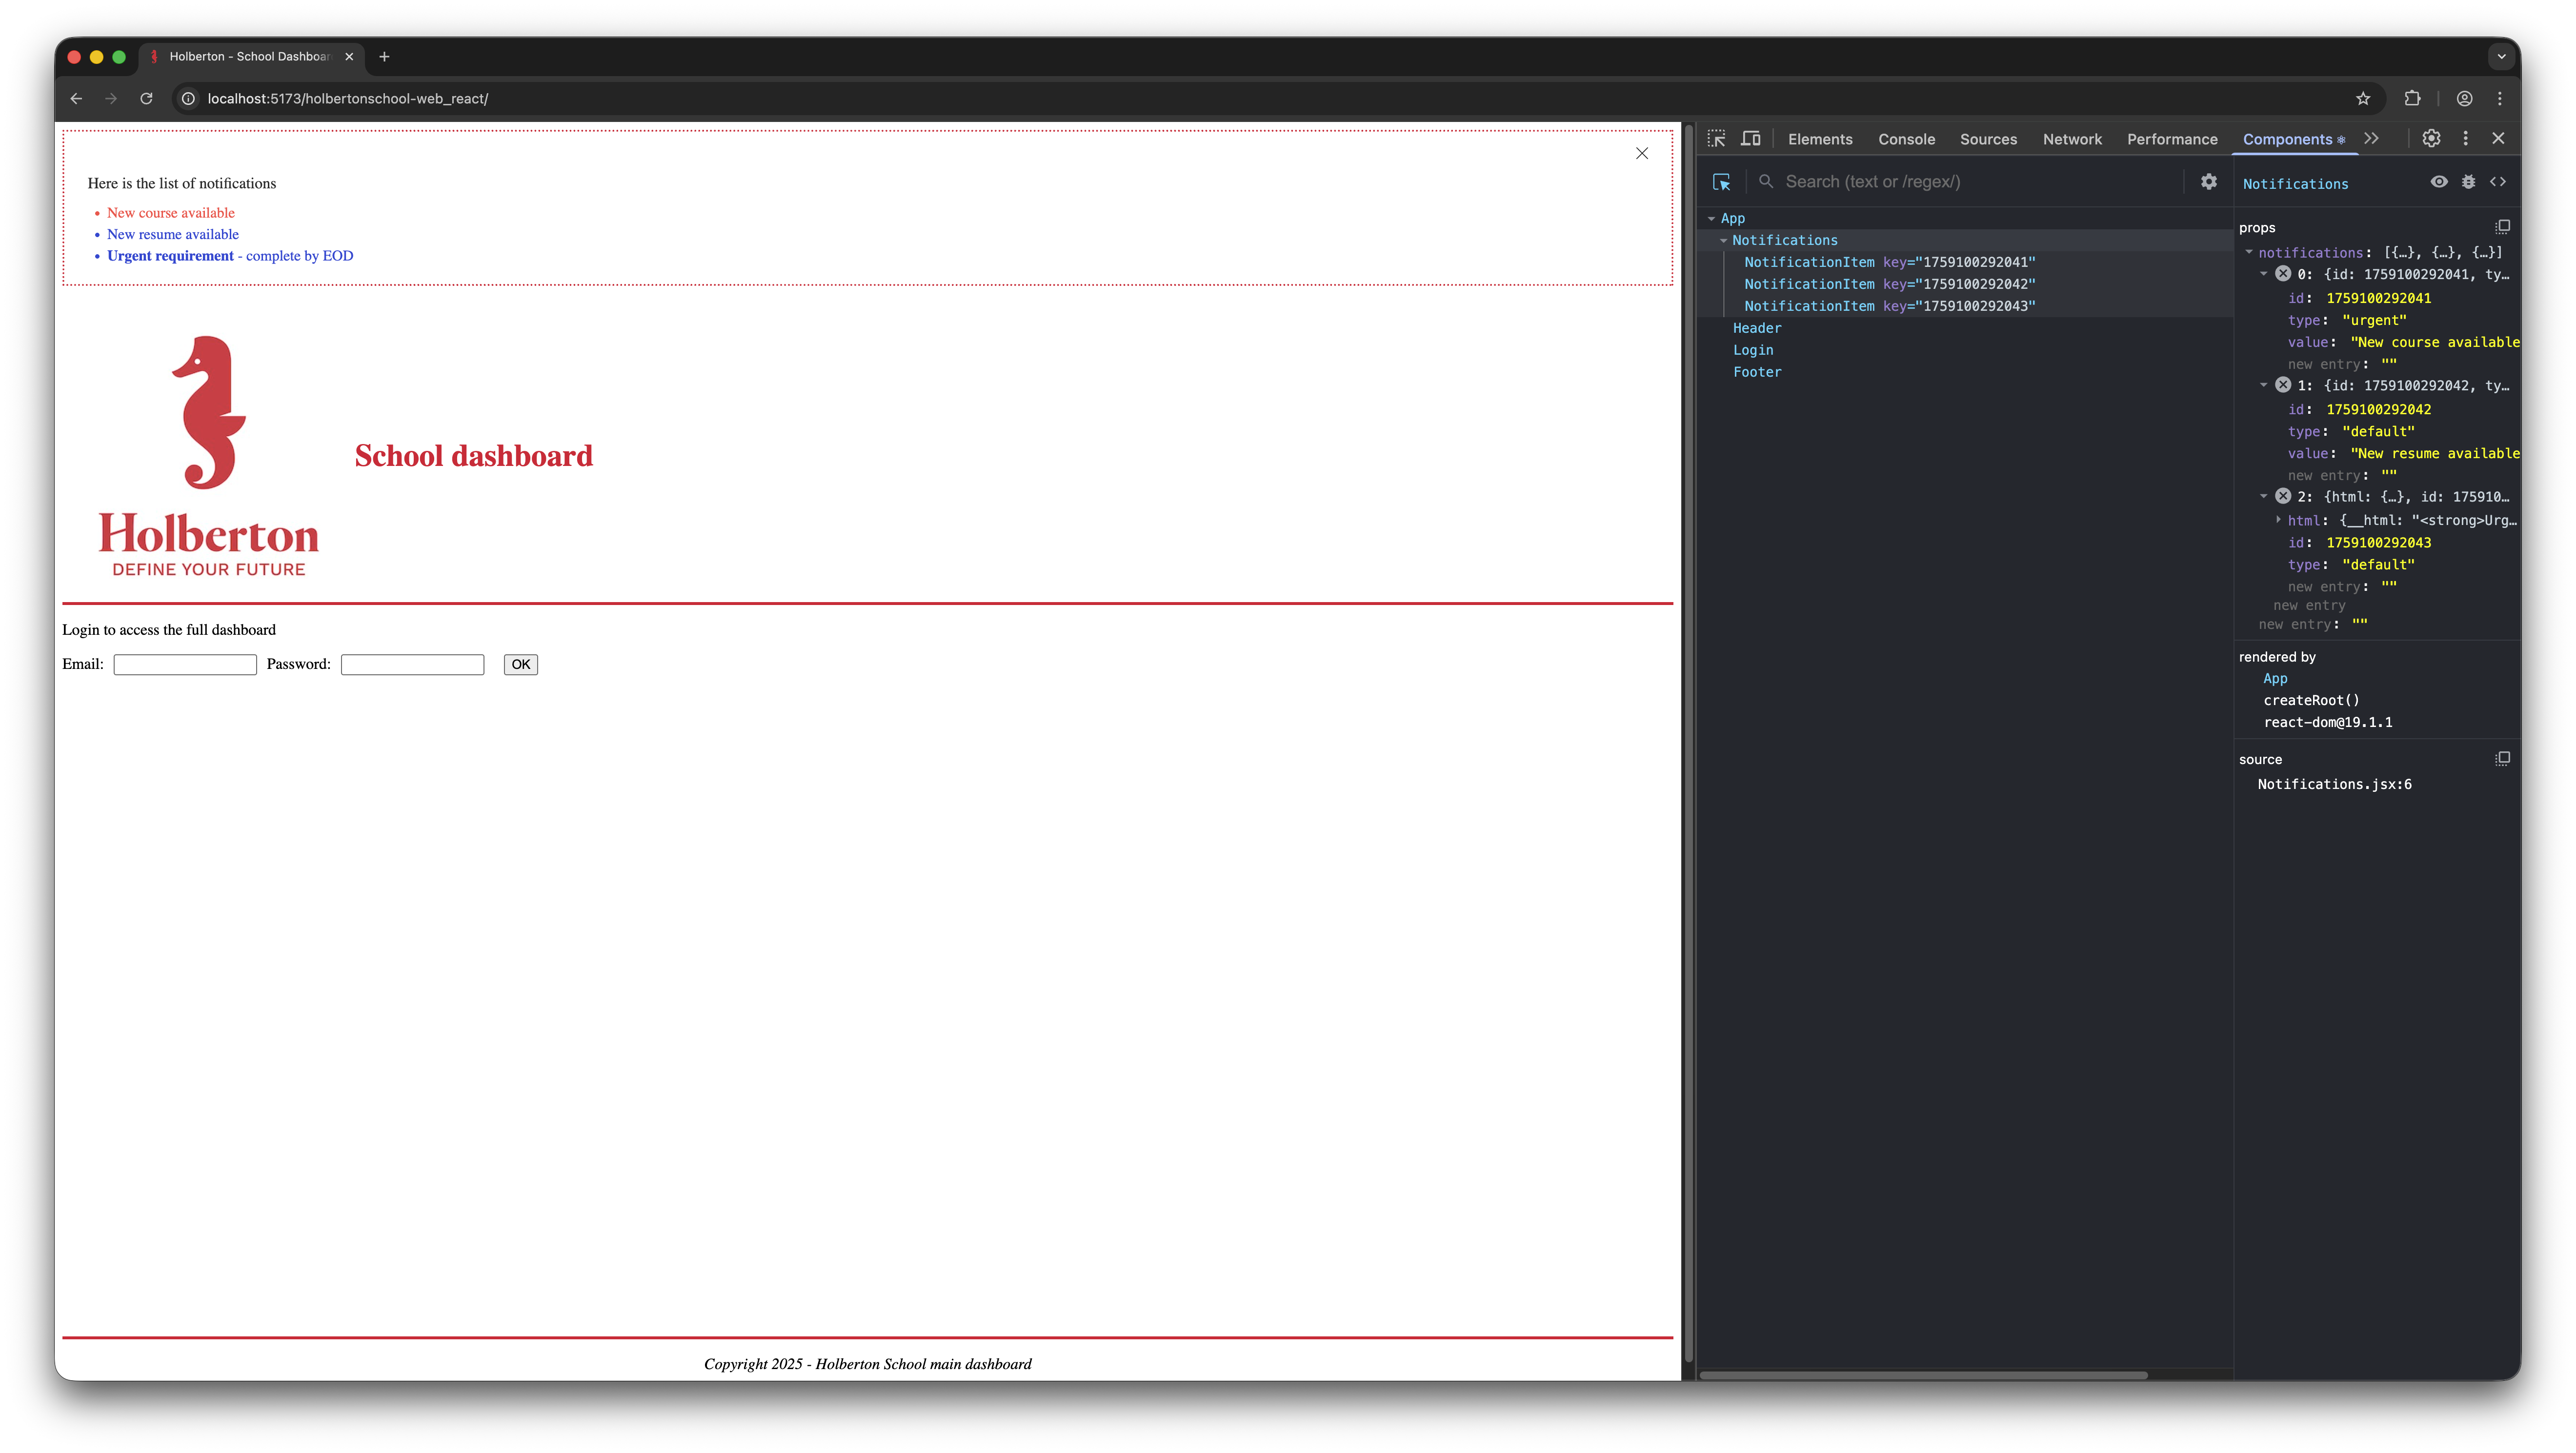 Holberton - School Dashboar
localhost:5173/holbertonschool-web_react/
Here is the list of notifications
New course available
New resume available
Urgent requirement - complete by EOD
Holberton
DEFINE YOUR FUTURE
School dashboard
Login to access the full dashboard
Email: Password: OK
Copyright 2025 - Holberton School main dashboard
Elements Console Sources Network Performance Components
Search (text or /regex/)
App
Notifications
NotificationItem key="1759100292041"
NotificationItem key="1759100292042"
NotificationItem key="1759100292043"
Header
Login
Footer
Notifications
props
notifications: [{…}, {…}, {…}]
0: {id: 1759100292041, ty…
id: 1759100292041
type: "urgent"
value: "New course available
new entry: ""
1: {id: 1759100292042, ty…
id: 1759100292042
type: "default"
value: "New resume available
new entry: ""
2: {html: {…}, id: 175910…
html: {__html: "<strong>Urg…
id: 1759100292043
type: "default"
new entry: ""
new entry
new entry: ""
rendered by
App
createRoot()
react-dom@19.1.1
source
Notifications.jsx:6